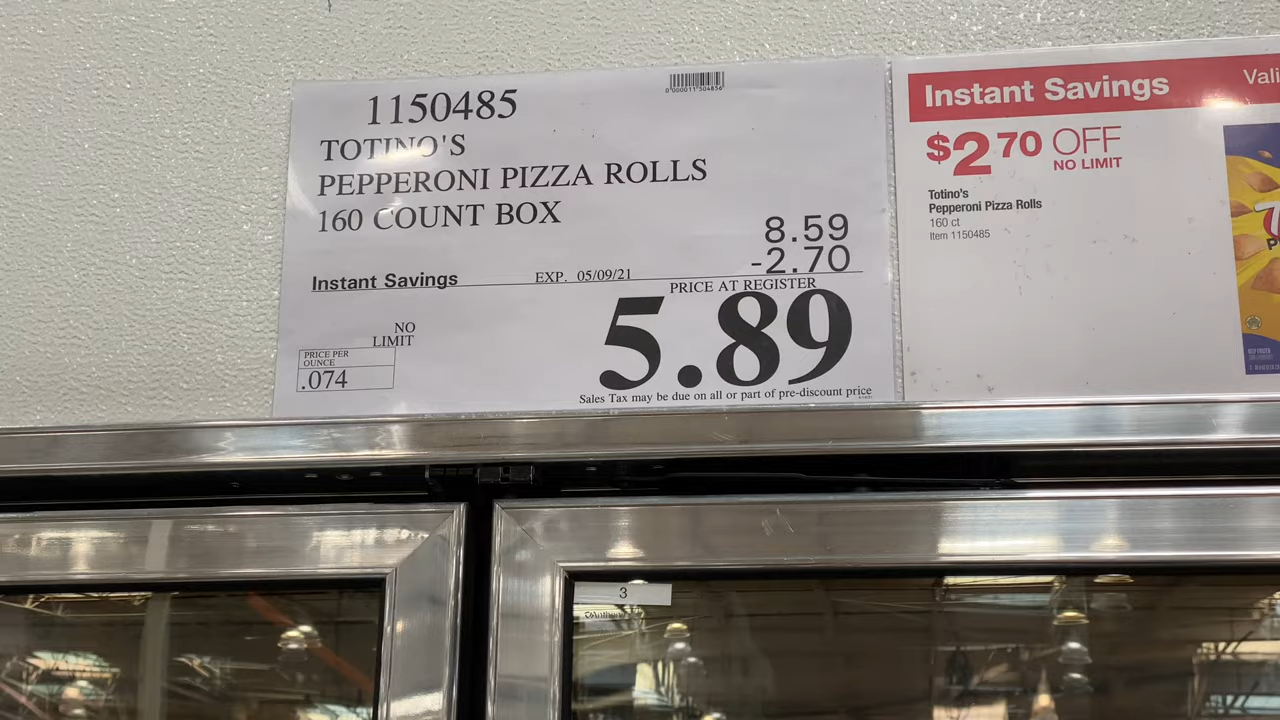 1150485
TOTINO'S
PEPPERONI PIZZA ROLLS
160 COUNT BOX
8.59
-2.70
Instant Savings EXP. 05/09/21
PRICE AT REGISTER
5.89
NO
LIMIT
PRICE PER
OUNCE
.074
Sales Tax may be due on all or part of pre-discount price
Instant Savings
$2.70 OFF
NO LIMIT
Totino's
Pepperoni Pizza Rolls
160 ct
Item 1150485
3